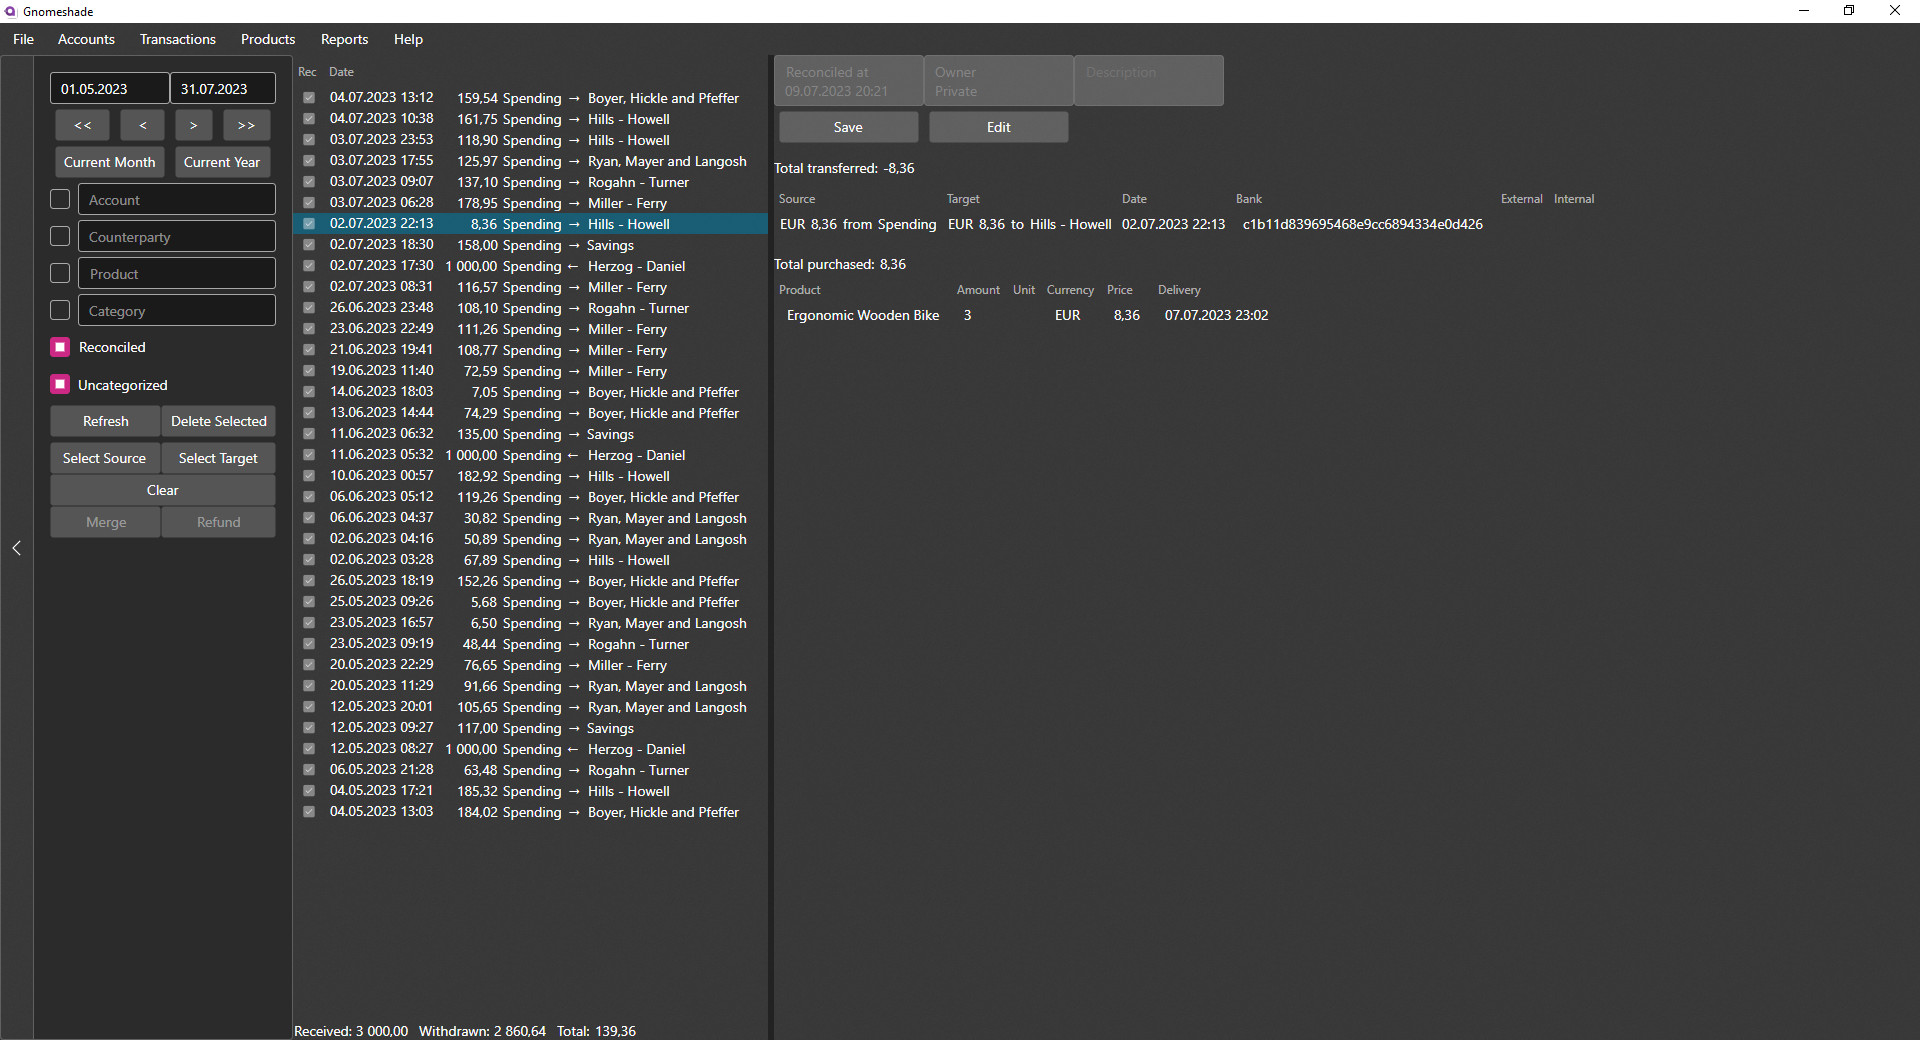 Gnomeshade
File Accounts Transactions Products Reports Help
01.05.2023 31.07.2023
<< < > >>
Current Month Current Year
Account
Counterparty
Product
Category
Reconciled
Uncategorized
Refresh Delete Selected
Select Source Select Target
Clear
Merge Refund
Rec Date
04.07.2023 13:12 159,54 Spending → Boyer, Hickle and Pfeffer
04.07.2023 10:38 161,75 Spending → Hills - Howell
03.07.2023 23:53 118,90 Spending → Hills - Howell
03.07.2023 17:55 125,97 Spending → Ryan, Mayer and Langosh
03.07.2023 09:07 137,10 Spending → Rogahn - Turner
03.07.2023 06:28 178,95 Spending → Miller - Ferry
02.07.2023 22:13 8,36 Spending → Hills - Howell
02.07.2023 18:30 158,00 Spending → Savings
02.07.2023 17:30 1 000,00 Spending ← Herzog - Daniel
02.07.2023 08:31 116,57 Spending → Miller - Ferry
26.06.2023 23:48 108,10 Spending → Rogahn - Turner
23.06.2023 22:49 111,26 Spending → Miller - Ferry
21.06.2023 19:41 108,77 Spending → Miller - Ferry
19.06.2023 11:40 72,59 Spending → Miller - Ferry
14.06.2023 18:03 7,05 Spending → Boyer, Hickle and Pfeffer
13.06.2023 14:44 74,29 Spending → Boyer, Hickle and Pfeffer
11.06.2023 06:32 135,00 Spending → Savings
11.06.2023 05:32 1 000,00 Spending ← Herzog - Daniel
10.06.2023 00:57 182,92 Spending → Hills - Howell
06.06.2023 05:12 119,26 Spending → Boyer, Hickle and Pfeffer
06.06.2023 04:37 30,82 Spending → Ryan, Mayer and Langosh
02.06.2023 04:16 50,89 Spending → Ryan, Mayer and Langosh
02.06.2023 03:28 67,89 Spending → Hills - Howell
26.05.2023 18:19 152,26 Spending → Boyer, Hickle and Pfeffer
25.05.2023 09:26 5,68 Spending → Boyer, Hickle and Pfeffer
23.05.2023 16:57 6,50 Spending → Ryan, Mayer and Langosh
23.05.2023 09:19 48,44 Spending → Rogahn - Turner
20.05.2023 22:29 76,65 Spending → Miller - Ferry
20.05.2023 11:29 91,66 Spending → Ryan, Mayer and Langosh
12.05.2023 20:01 105,65 Spending → Ryan, Mayer and Langosh
12.05.2023 09:27 117,00 Spending → Savings
12.05.2023 08:27 1 000,00 Spending ← Herzog - Daniel
06.05.2023 21:28 63,48 Spending → Rogahn - Turner
04.05.2023 17:21 185,32 Spending → Hills - Howell
04.05.2023 13:03 184,02 Spending → Boyer, Hickle and Pfeffer
Received: 3 000,00 Withdrawn: 2 860,64 Total: 139,36
Reconciled at Owner Description
09.07.2023 20:21 Private
Save Edit
Total transferred: -8,36
Source Target Date Bank External Internal
EUR 8,36 from Spending EUR 8,36 to Hills - Howell 02.07.2023 22:13 c1b11d839695468e9cc6894334e0d426
Total purchased: 8,36
Product Amount Unit Currency Price Delivery
Ergonomic Wooden Bike 3 EUR 8,36 07.07.2023 23:02